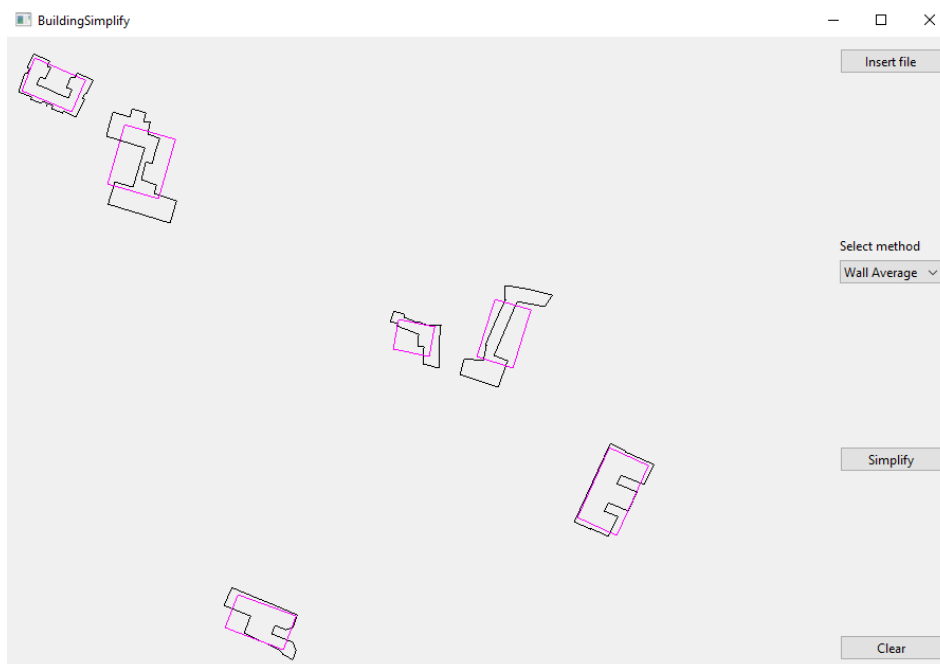 BuildingSimplify
Insert file
Select method
Wall Average
Simplify
Clear